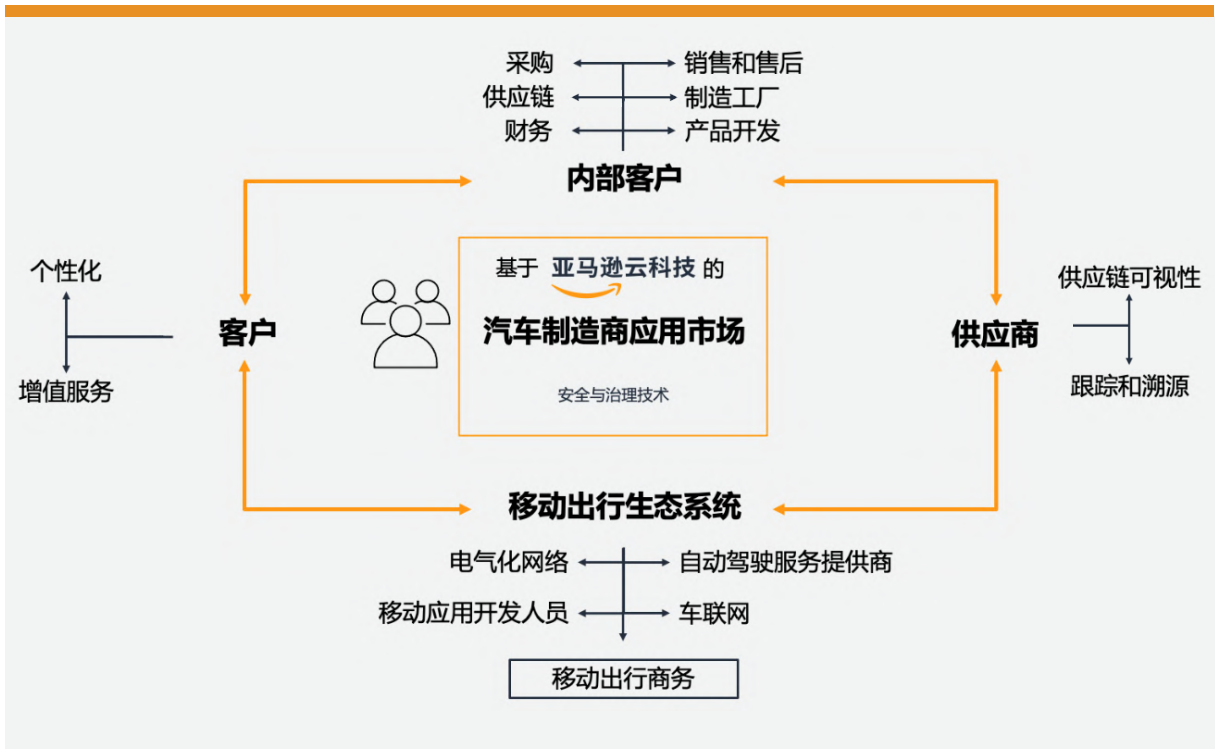 采购
销售和售后
供应链
制造工厂
财务
产品开发
内部客户
个性化
增值服务
客户
基于 亚马逊云科技 的
汽车制造商应用市场
安全与治理技术
供应商
供应链可视性
跟踪和溯源
移动出行生态系统
电气化网络
自动驾驶服务提供商
移动应用开发人员
车联网
移动出行商务